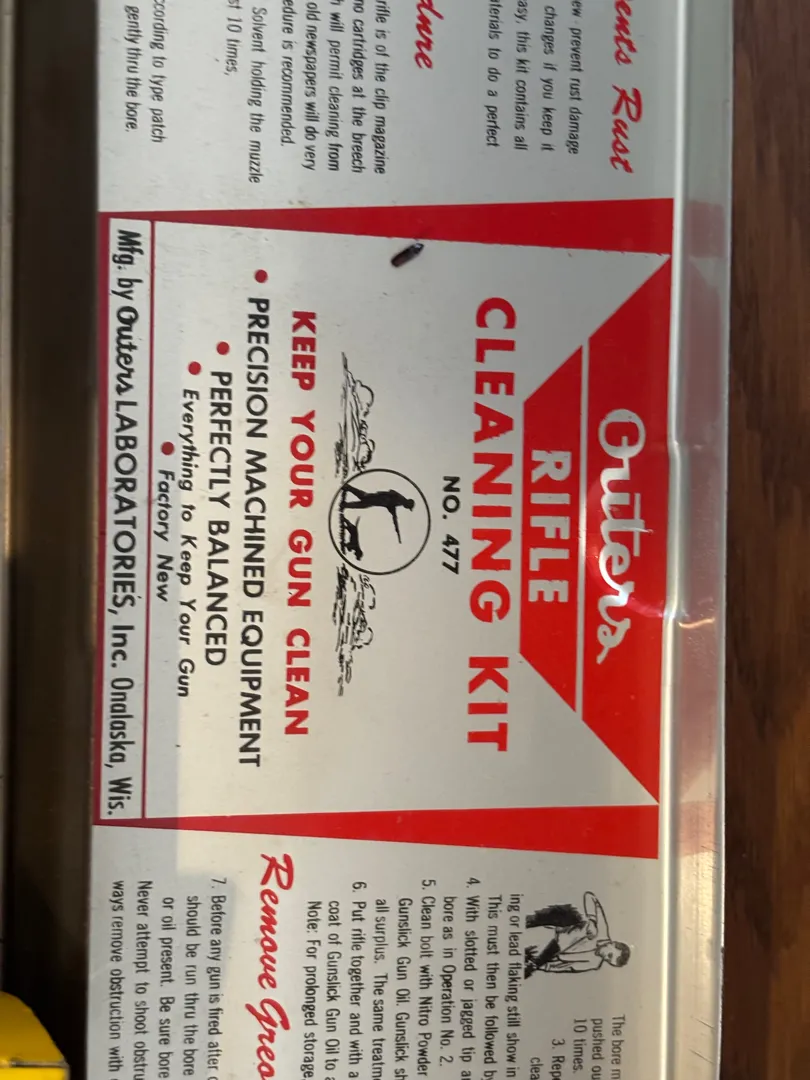 ents Rust
ew prevent rust damage
changes if you keep it
asy, this kit contains all
terials to do a perfect
dure
rifle is of the clip magazine
no cartridges at the breech
h will permit cleaning from
old newspapers will do very
edure is recommended.
Solvent holding the muzzle
st 10 times,
ccording to type patch
gently thru the bore.
Outers
RIFLE
CLEANING KIT
NO. 477
KEEP YOUR GUN CLEAN
• PRECISION MACHINED EQUIPMENT
• PERFECTLY BALANCED
• Everything to Keep Your Gun
• Factory New
Mfg. by Outers LABORATORIES, Inc. Onalaska, Wis.
The bore m
pushed ou
10 times.
3. Rep
clea
ing or lead flaking still show in
This must then be followed b
4. With slotted or jagged tip a
bore as in Operation No. 2.
5. Clean bolt with Nitro Powder
Gunslick Gun Oil. Gunslick sh
all surplus. The same treatm
6. Put rifle together and with a
coat of Gunslick Gun Oil to a
Note: For prolonged storage
Remove Grea
7. Before any gun is fired after
should be run thru the bore
or oil present. Be sure bore
Never attempt to shoot obstru
ways remove obstruction with